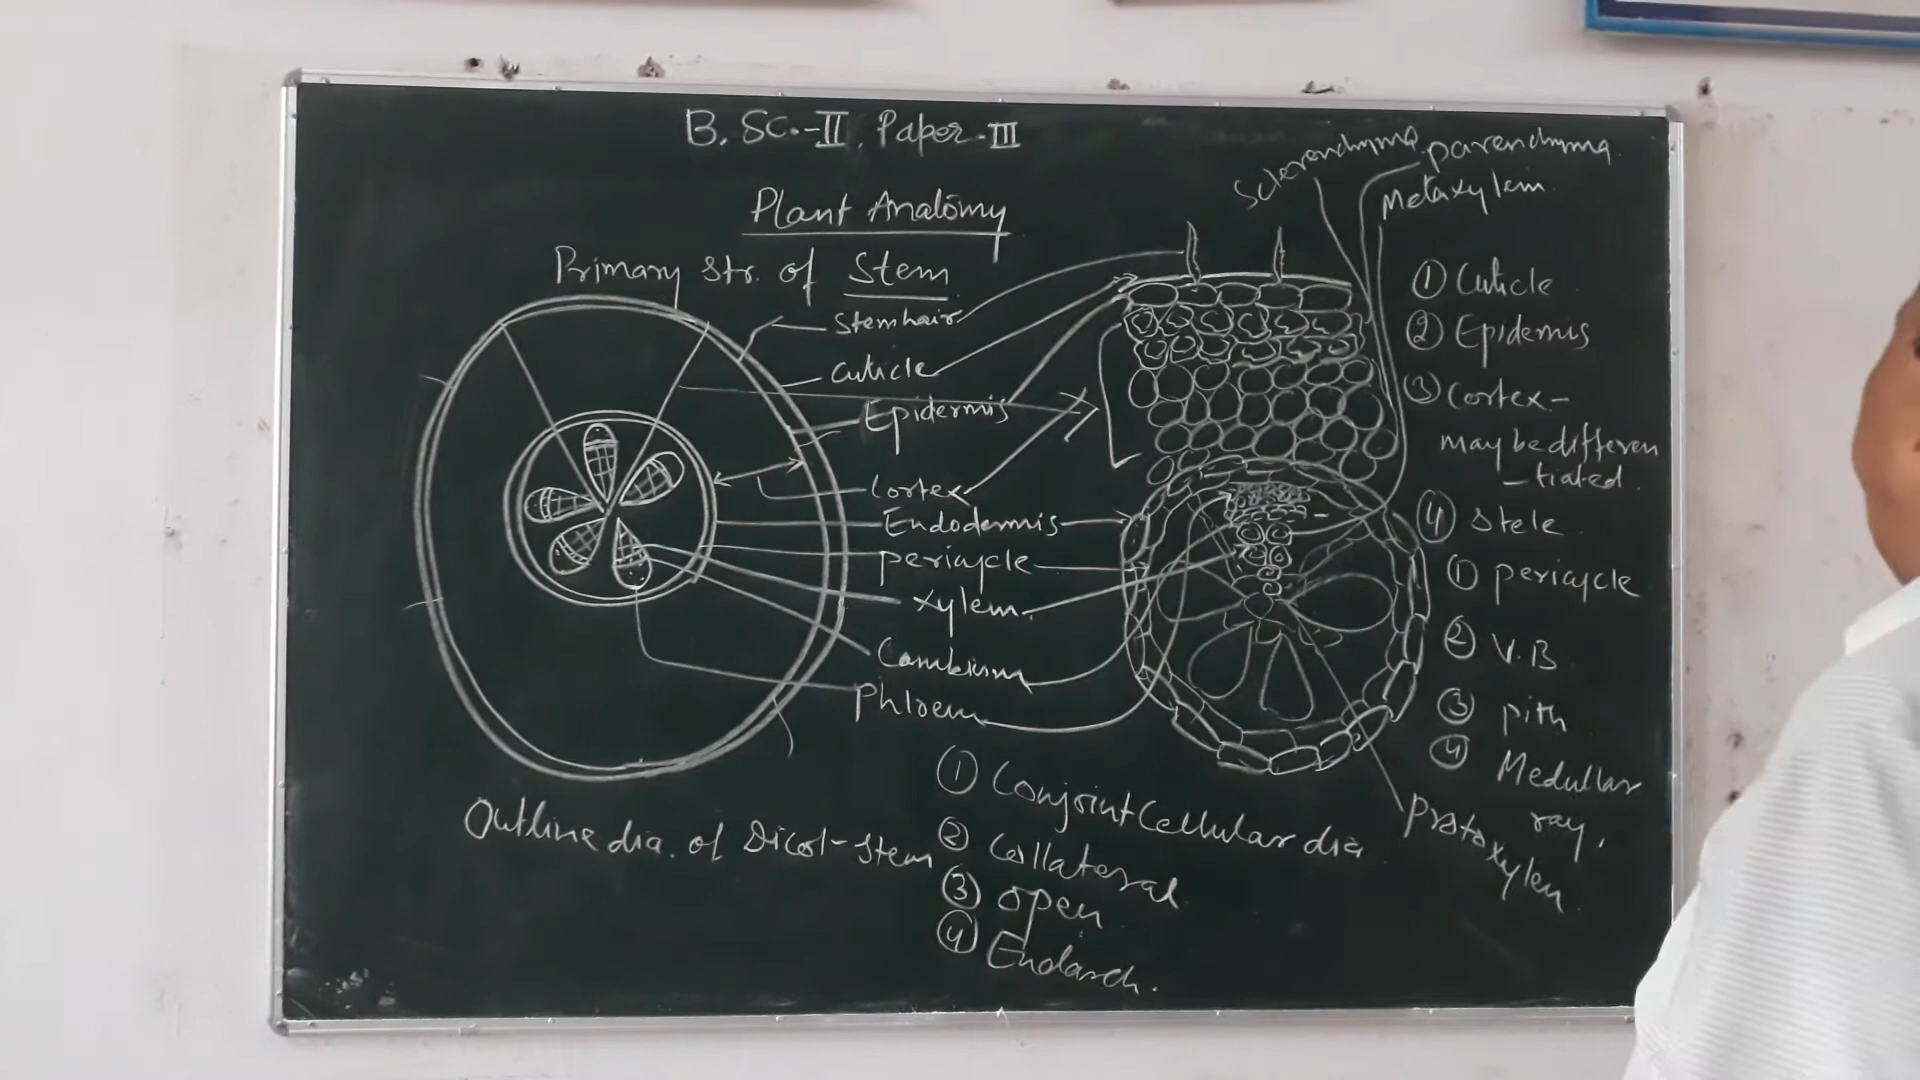 B. Sc.-II, Paper-III
Plant Anatomy
Primary Str. of Stem
Stemhair
Cuticle
Epidermis
Cortex
Endodermis
pericycle
xylem
Cambium
Phloem
Outline dia. of Dicot-Stem
Sclerenchyma
parenchyma
Metaxylem
① Cuticle
② Epidermis
③ Cortex-
may be differen
-tiated.
④ Stele
① pericycle
② V.B
③ pith
④ Medullar
ray,
Protoxylem
① Conjoint Cellular dia
② Collateral
③ open
④ Endarch.